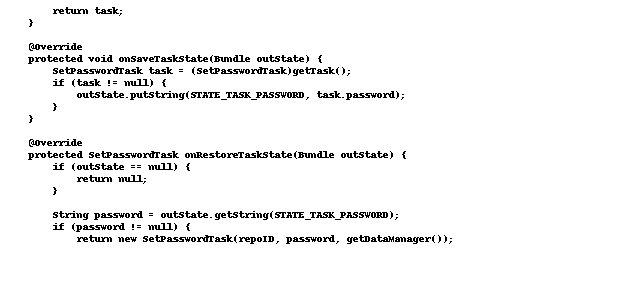 return task;
}
@Override
protected void onSaveTaskState(Bundle outState) {
SetPasswordTask task = (SetPasswordTask)getTask();
if (task != null) {
outState.putString(STATE_TASK_PASSWORD, task.password);
}
}
@Override
protected SetPasswordTask onRestoreTaskState(Bundle outState) {
if (outState == null) {
return null;
}
String password = outState.getString(STATE_TASK_PASSWORD);
if (password != null) {
return new SetPasswordTask(repoID, password, getDataManager());